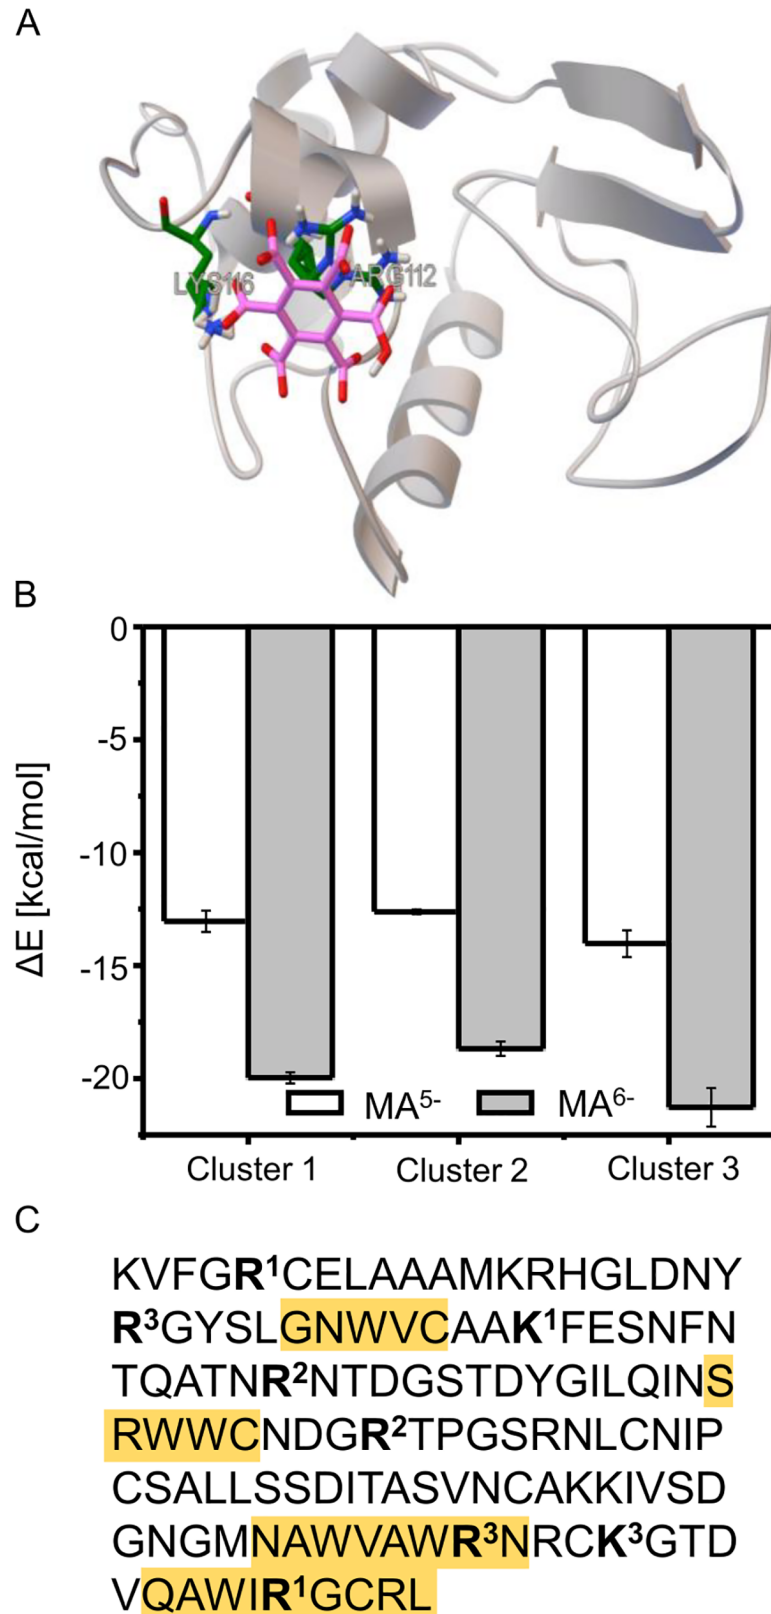 A
LYS116
ARG112
B
0
-5
-10
-15
-20
ΔE [kcal/mol]
MA⁵⁻
MA⁶⁻
Cluster 1
Cluster 2
Cluster 3
C
KVFGR¹CELAAAMKRHGLDNY
R³GYSLGNWVCAAK¹FESNFN
TQATNR²NTDGSTDYGILQINS
RWWCNDGR²TPGSRNLCNIP
CSALLSSDITASVNCAKKIVSD
GNGMNAWVAWR³NRCK³GTD
VQAWIR¹GCRL